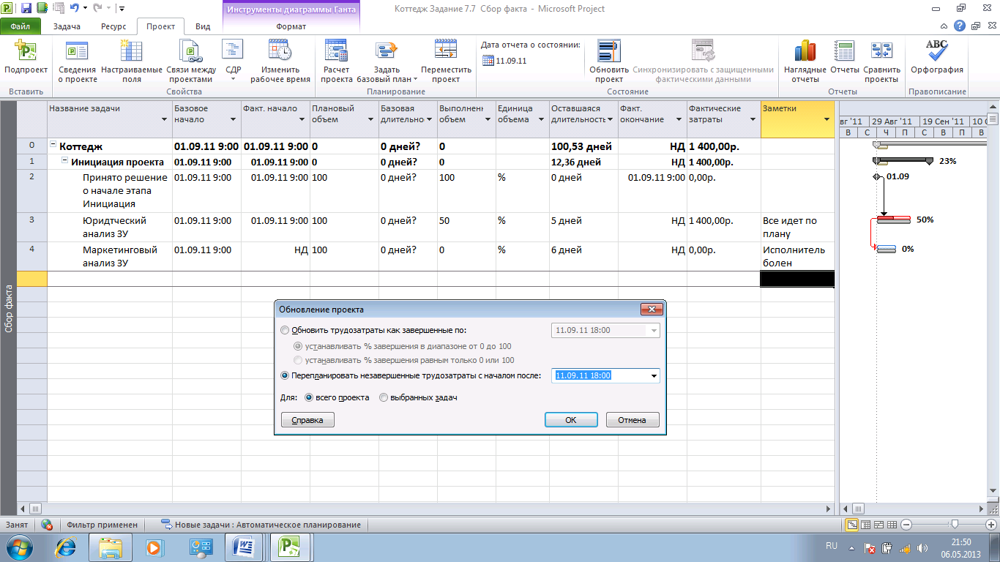 Инструменты диаграммы Ганта
Коттедж Задание 7.7 Сбор факта - Microsoft Project
Файл Задача Ресурс Проект Вид Формат
Подпроект
Сведения
о проекте
Настраиваемые
поля
Связи между
проектами
СДР
Изменить
рабочее время
Расчет
проекта
Задать
базовый план
Переместить
проект
Дата отчета о состоянии:
11.09.11
Обновить
проект
Синхронизировать с защищенными
фактическими данными
Наглядные
отчеты
Отчеты
Сравнить
проекты
ABC
Орфография
Вставить Свойства Планирование Состояние Отчеты Правописание
Название задачи
Базовое
начало
Факт. начало
Плановый
объем
Базовая
длительно
Выполнен
объем
Единица
объема
Оставшаяся
длительность
Факт.
окончание
Фактические
затраты
Заметки
вг '11 29 Авг '11 19 Сен '11 10 О
В С Ч П В П В
0 Коттедж 01.09.11 9:00 01.09.11 9:00 0 0 дней? 0 100,53 дней НД 1 400,00р.
1 Инициация проекта 01.09.11 9:00 01.09.11 9:00 0 0 дней? 0 12,36 дней НД 1 400,00р. 23%
2 Принято решение 01.09.11 9:00 01.09.11 9:00 100 0 дней? 100 % 0 дней 01.09.11 9:00 0,00р. 01.09
о начале этапа
Инициация
3 Юридтческий 01.09.11 9:00 01.09.11 9:00 100 0 дней? 50 % 5 дней НД 1 400,00р. Все идет по 50%
анализ ЗУ плану
4 Маркетинговый 01.09.11 9:00 НД 100 0 дней? 0 % 6 дней НД 0,00р. Исполнитель 0%
анализ ЗУ болен
Сбор факта
Обновление проекта
Обновить трудозатраты как завершенные по: 11.09.11 18:00
устанавливать % завершения в диапазоне от 0 до 100
устанавливать % завершения равным только 0 или 100
Перепланировать незавершенные трудозатраты с началом после: 11.09.11 18:00
Для: всего проекта выбранных задач
Справка ОК Отмена
Занят Фильтр применен Новые задачи : Автоматическое планирование
RU
21:50
06.05.2013